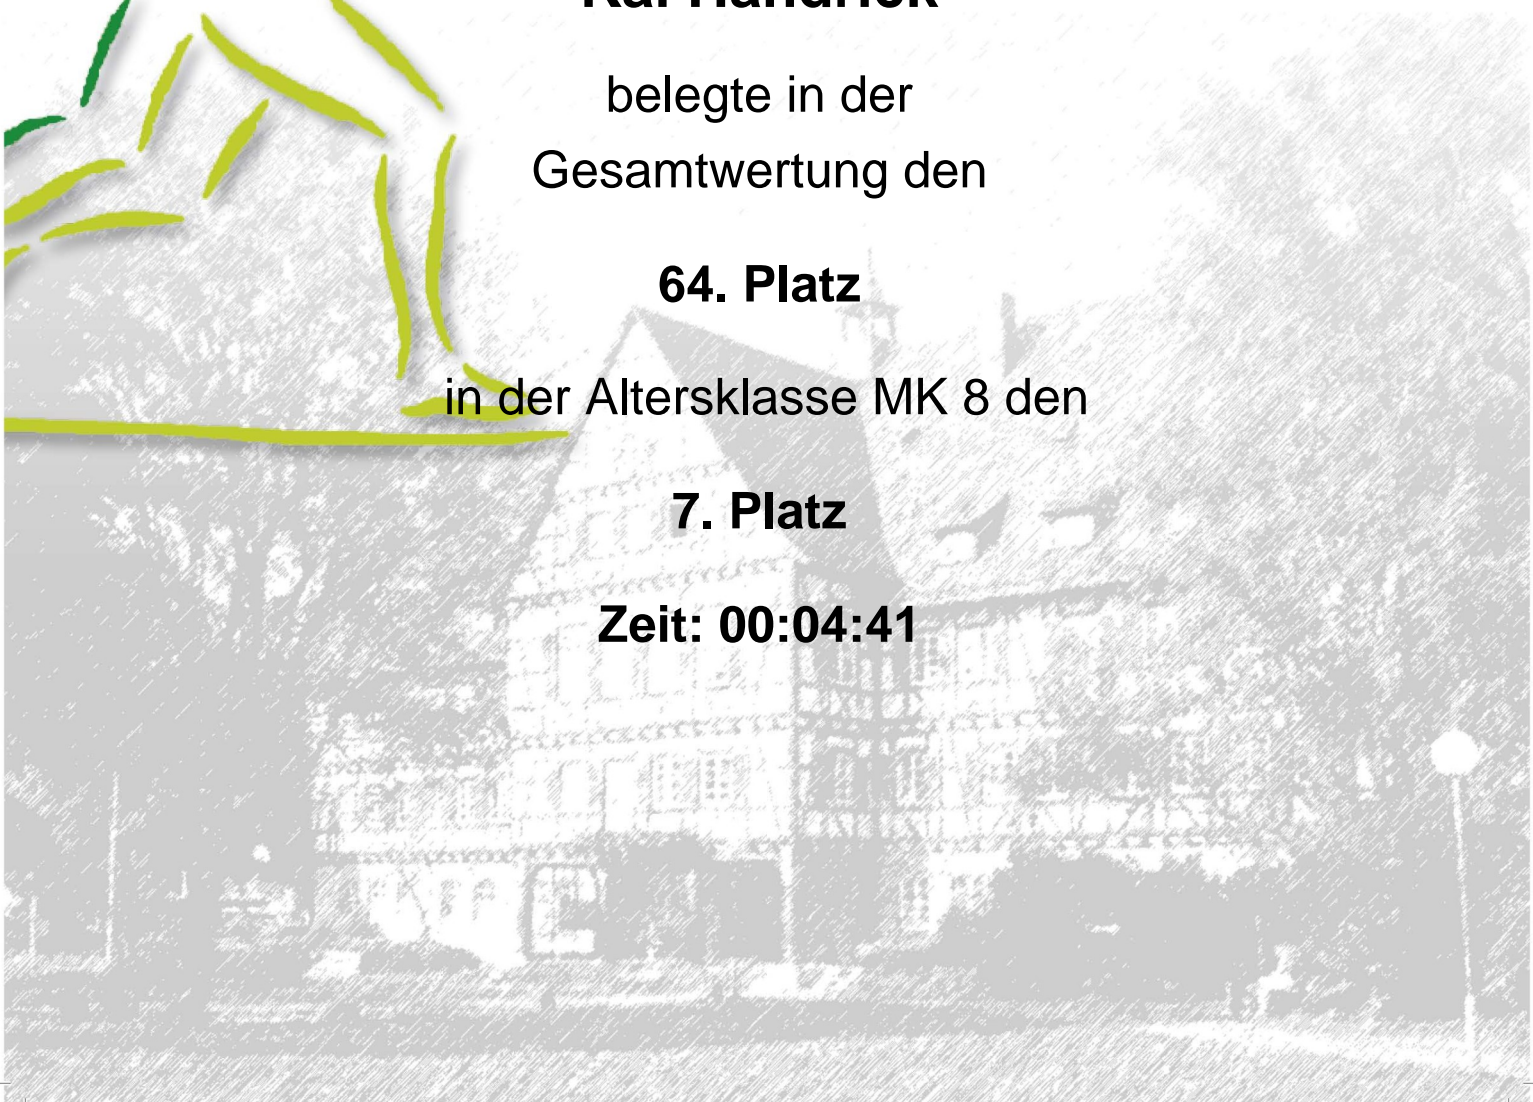 belegte in der
Gesamtwertung den
64. Platz
in der Altersklasse MK 8 den
7. Platz
Zeit: 00:04:41